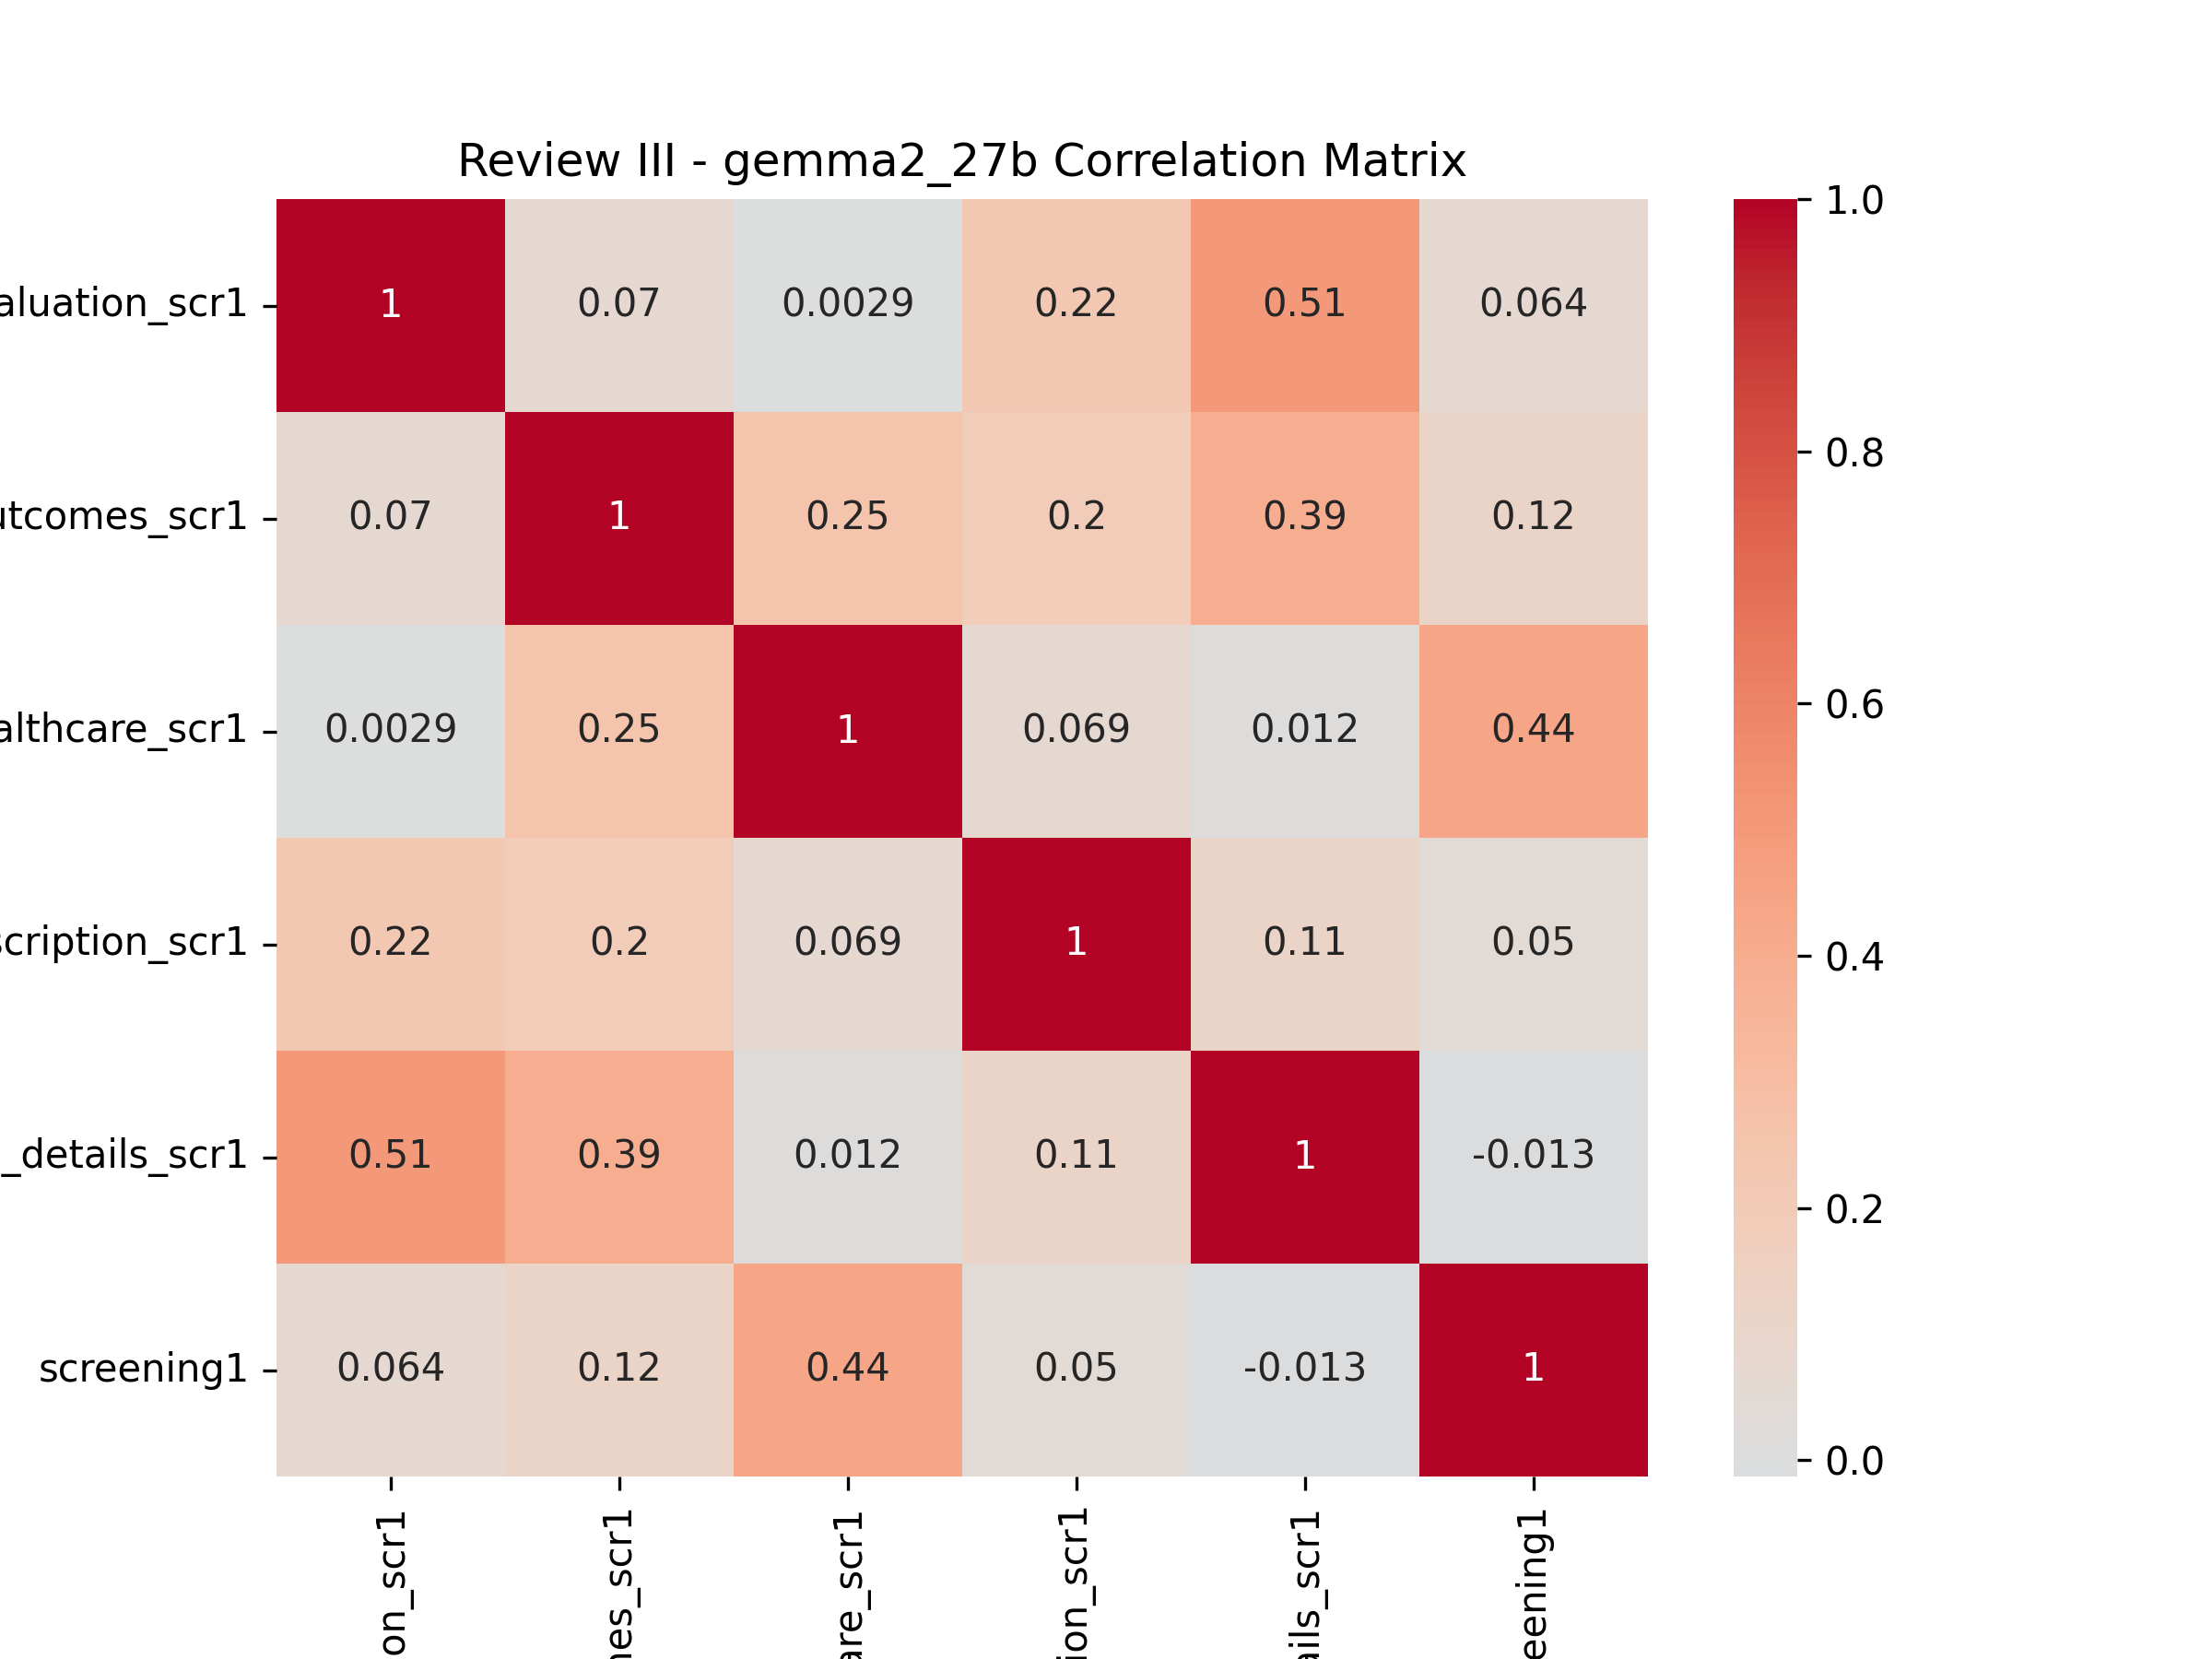 Review III - gemma2_27b Correlation Matrix
aluation_scr1 1 0.07 0.0029 0.22 0.51 0.064
utcomes_scr1 0.07 1 0.25 0.2 0.39 0.12
althcare_scr1 0.0029 0.25 1 0.069 0.012 0.44
scription_scr1 0.22 0.2 0.069 1 0.11 0.05
_details_scr1 0.51 0.39 0.012 0.11 1 -0.013
screening1 0.064 0.12 0.44 0.05 -0.013 1
on_scr1
nes_scr1
are_scr1
ion_scr1
ails_scr1
eening1
1.0
0.8
0.6
0.4
0.2
0.0